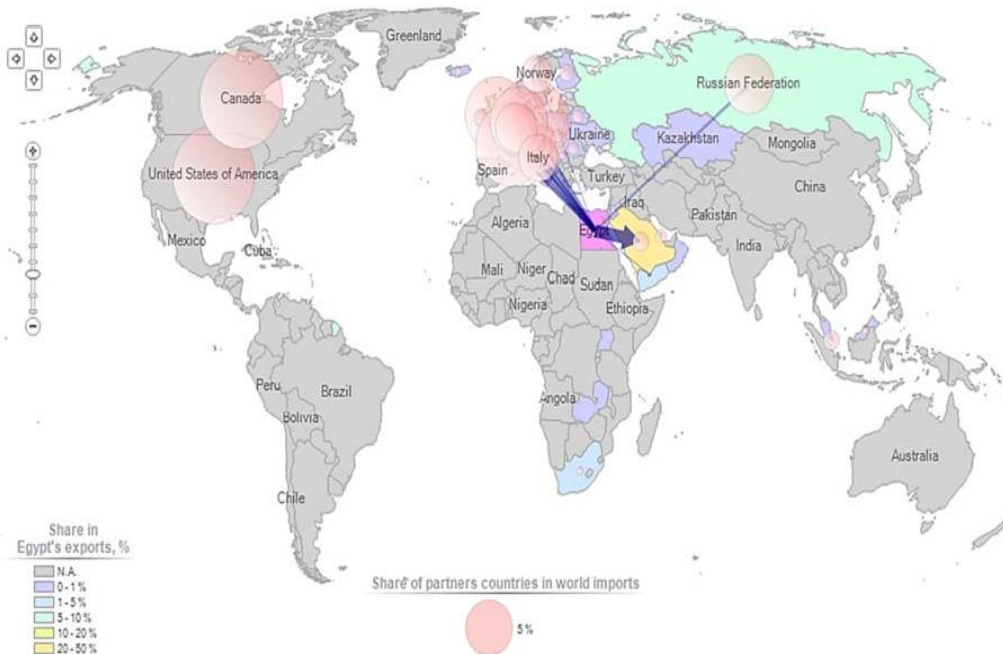 Greenland
Norway
Russian Federation
Canada
Ukraine
Kazakhstan
Mongolia
Italy
United States of America
Spain
Turkey
China
Iraq
Pakistan
Algeria
Egypt
Mexico
India
Cuba
Mali
Niger
Chad
Sudan
Nigeria
Ethiopia
Peru
Brazil
Angola
Bolivia
Australia
Chile
Share in
Egypt's exports, %
N.A.
0 - 1 %
1 - 5 %
5 - 10 %
10 - 20 %
20 - 50 %
Share of partners countries in world imports
5 %